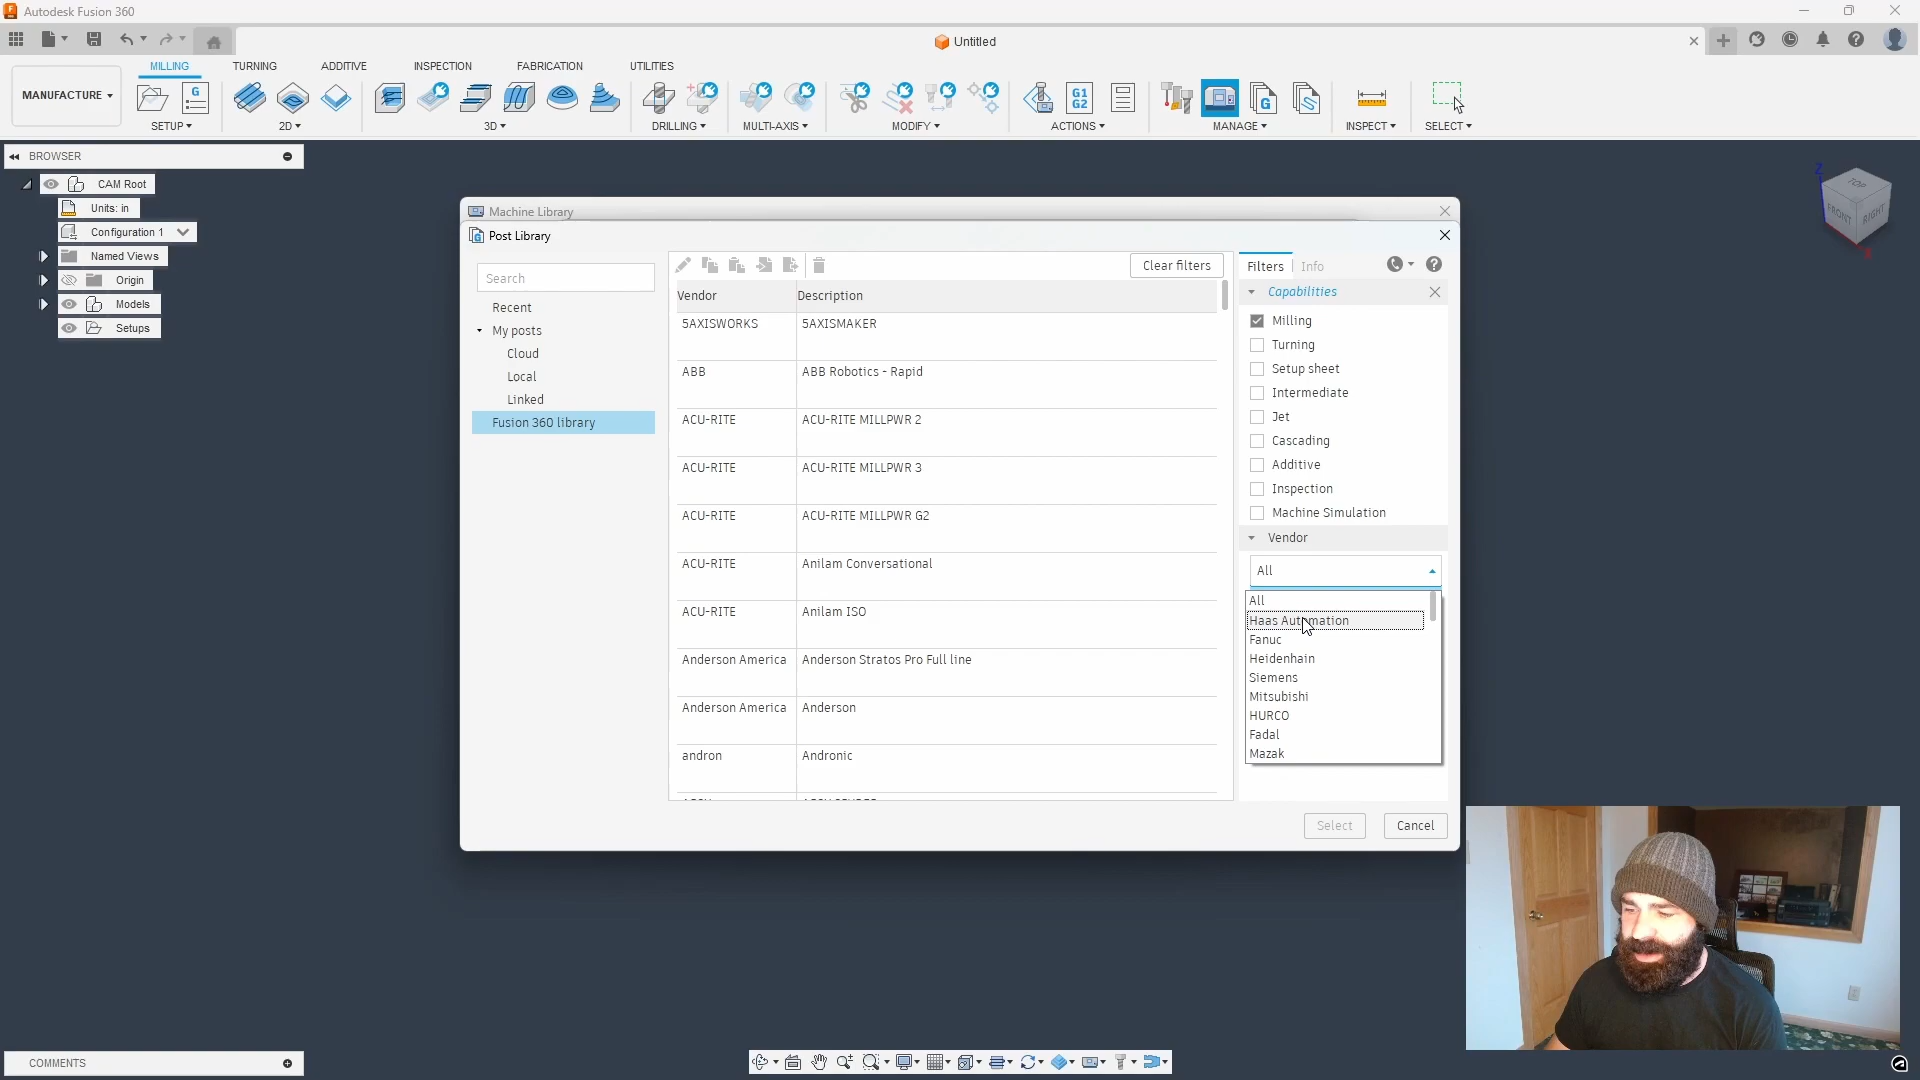 Autodesk Fusion 360
Untitled
MILLING
TURNING
ADDITIVE
INSPECTION
FABRICATION
UTILITIES
MANUFACTURE
G
G1
G2
G
SETUP
2D
3D
DRILLING
MULTI-AXIS
MODIFY
ACTIONS
MANAGE
INSPECT
SELECT
BROWSER
CAM Root
Units: in
Configuration 1
Named Views
Origin
Models
Setups
Z
TOP
FRONT
RIGHT
X
Machine Library
Post Library
Search
Recent
My posts
Cloud
Local
Linked
Fusion 360 library
Clear filters
Vendor Description
5AXISWORKS 5AXISMAKER
ABB ABB Robotics - Rapid
ACU-RITE ACU-RITE MILLPWR 2
ACU-RITE ACU-RITE MILLPWR 3
ACU-RITE ACU-RITE MILLPWR G2
ACU-RITE Anilam Conversational
ACU-RITE Anilam ISO
Anderson America Anderson Stratos Pro Full line
Anderson America Anderson
andron Andronic
Filters Info
Capabilities
Milling
Turning
Setup sheet
Intermediate
Jet
Cascading
Additive
Inspection
Machine Simulation
Vendor
All
All
Haas Automation
Fanuc
Heidenhain
Siemens
Mitsubishi
HURCO
Fadal
Mazak
Select
Cancel
COMMENTS